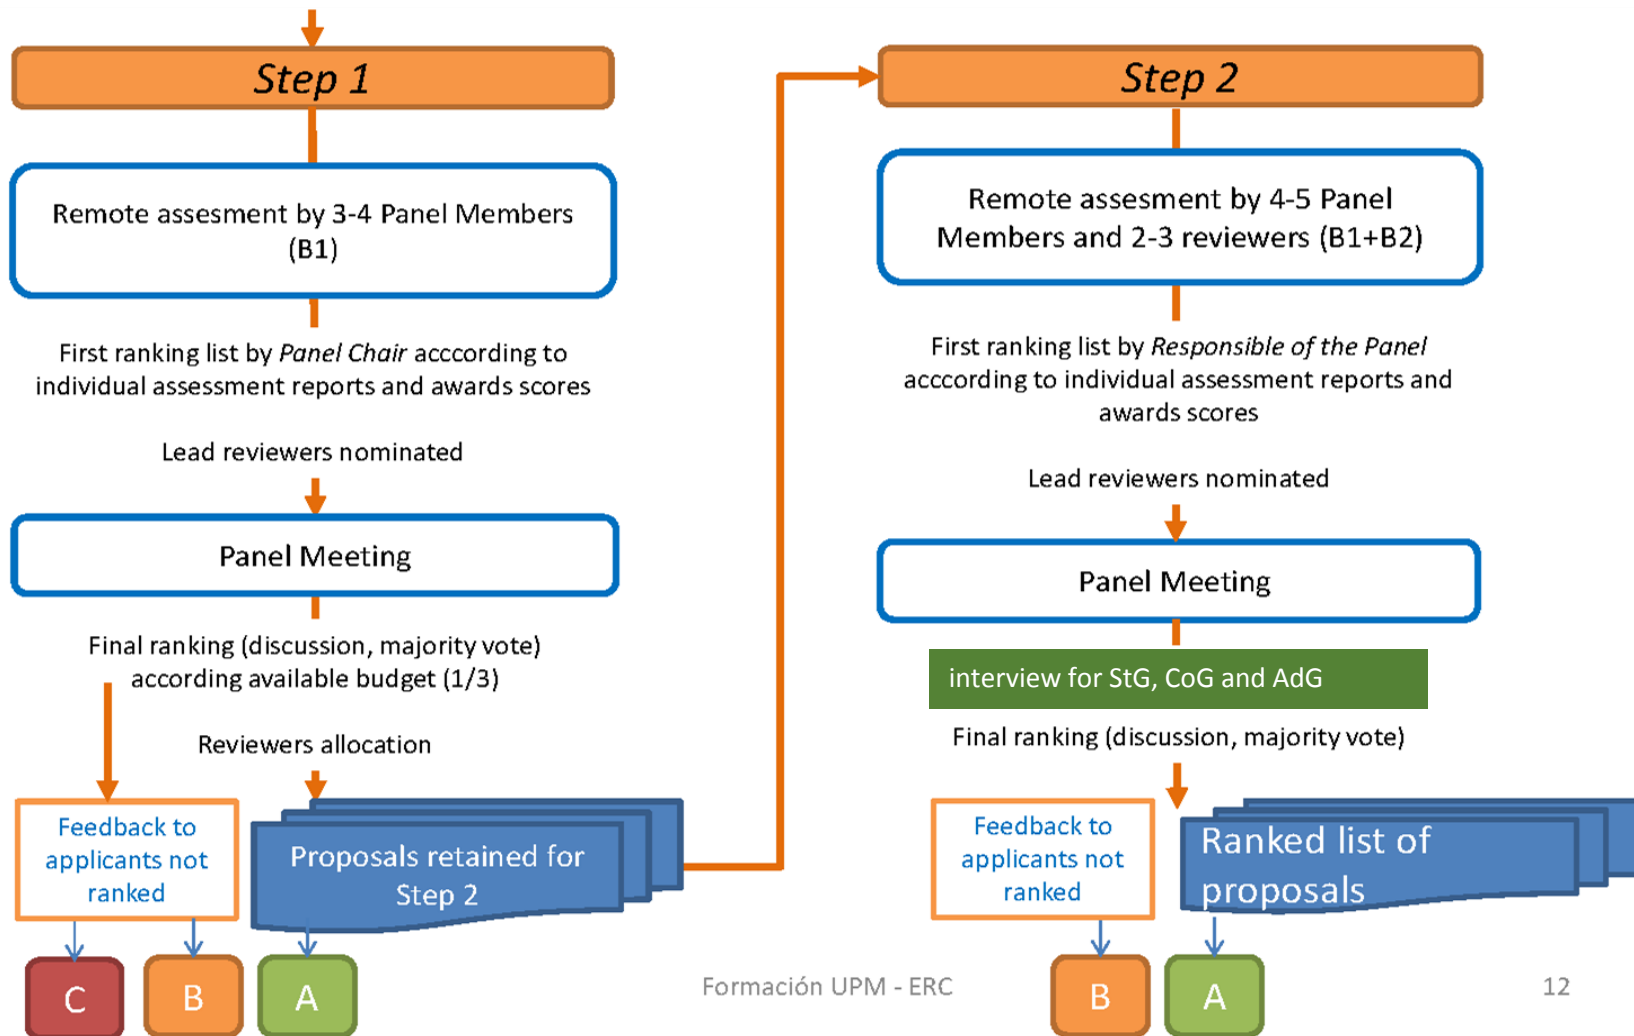 Step 1
Remote assesment by 3-4 Panel Members
(B1)
First ranking list by Panel Chair acccording to
individual assessment reports and awards scores
Lead reviewers nominated
Panel Meeting
Final ranking (discussion, majority vote)
according available budget (1/3)
Reviewers allocation
Feedback to
applicants not
ranked
Proposals retained for
Step 2
C
B
A
Step 2
Remote assesment by 4-5 Panel
Members and 2-3 reviewers (B1+B2)
First ranking list by Responsible of the Panel
acccording to individual assessment reports and
awards scores
Lead reviewers nominated
Panel Meeting
interview for StG, CoG and AdG
Final ranking (discussion, majority vote)
Feedback to
applicants not
ranked
Ranked list of
proposals
B
A
Formación UPM - ERC
12